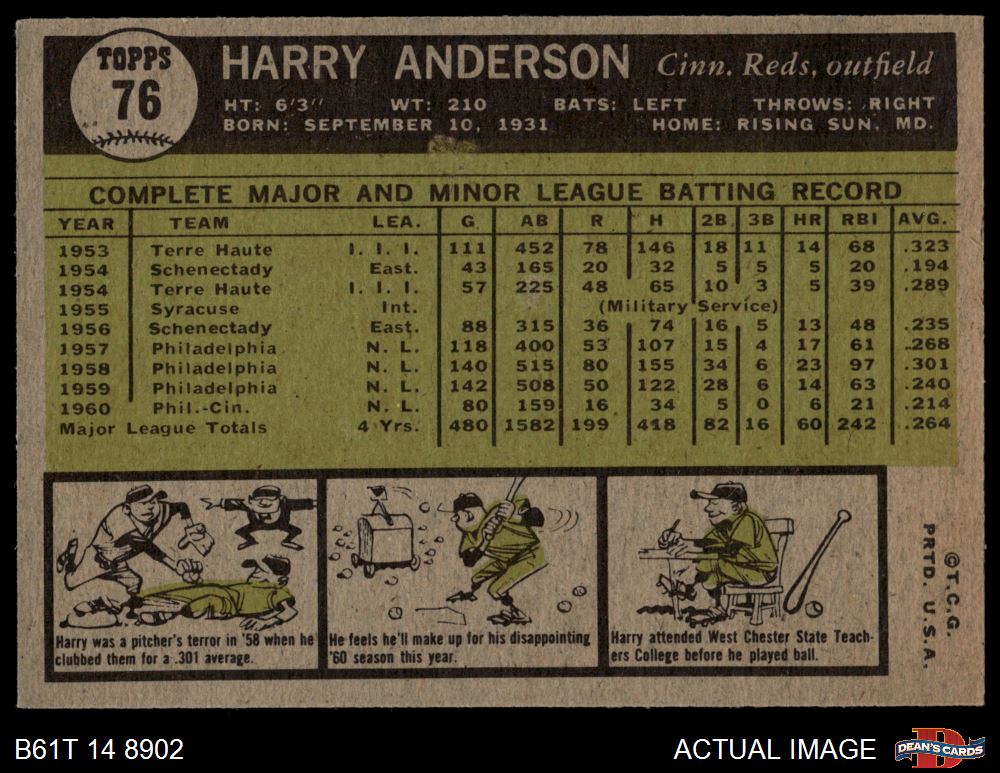 TOPPS
76
HARRY ANDERSON Cinn. Reds, outfield
HT: 6'3" WT: 210 BATS: LEFT THROWS: RIGHT
BORN: SEPTEMBER 10, 1931 HOME: RISING SUN, MD.
COMPLETE MAJOR AND MINOR LEAGUE BATTING RECORD
YEAR TEAM LEA. G AB R H 2B 3B HR RBI AVG.
1953 Terre Haute I. I. I. 111 452 78 146 18 11 14 68 .323
1954 Schenectady East. 43 165 20 32 5 5 5 20 .194
1954 Terre Haute I. I. I. 57 225 48 65 10 3 5 39 .289
1955 Syracuse Int. (Military Service)
1956 Schenectady East. 88 315 36 74 16 5 13 48 .235
1957 Philadelphia N. L. 118 400 53 107 15 4 17 61 .268
1958 Philadelphia N. L. 140 515 80 155 34 6 23 97 .301
1959 Philadelphia N. L. 142 508 50 122 28 6 14 63 .240
1960 Phil.-Cin. N. L. 80 159 16 34 5 0 6 21 .214
Major League Totals 4 Yrs. 480 1582 199 418 82 16 60 242 .264
Harry was a pitcher's terror in '58 when he
clubbed them for a .301 average.
He feels he'll make up for his disappointing
'60 season this year.
Harry attended West Chester State Teach-
ers College before he played ball.
©T.C.G.
PRTD. U.S.A.
B61T 14 8902
ACTUAL IMAGE
D
DEAN'S CARDS